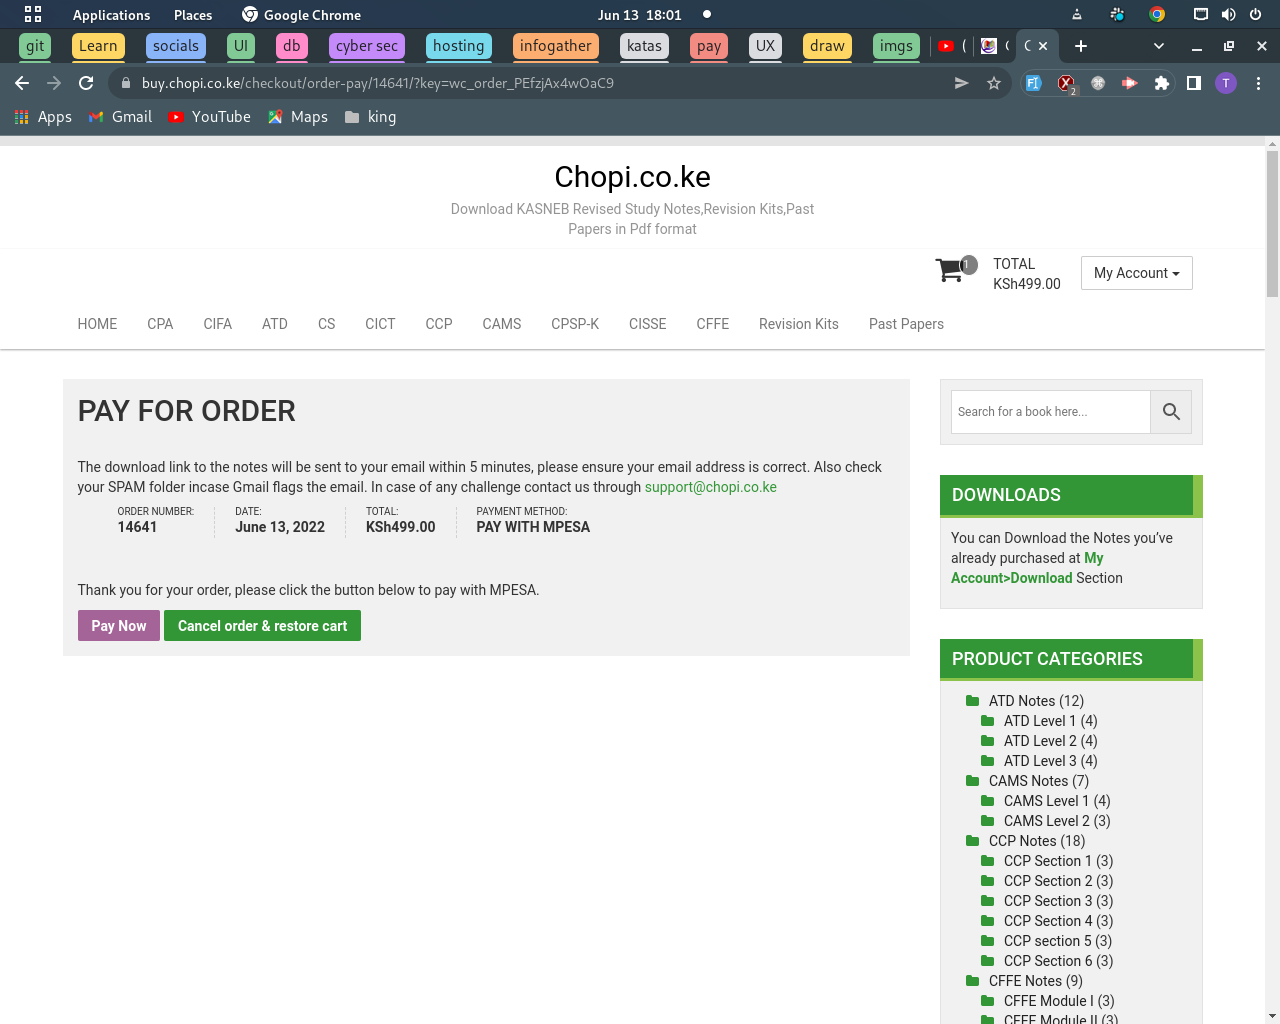 Applications Places Google Chrome Jun 13 18:01
git Learn socials UI db cyber sec hosting infogather katas pay UX draw imgs
buy.chopi.co.ke/checkout/order-pay/14641/?key=wc_order_PEfzjAx4wOaC9
2
T
Apps Gmail YouTube Maps king
Chopi.co.ke
Download KASNEB Revised Study Notes,Revision Kits,Past
Papers in Pdf format
1
TOTAL
KSh499.00
My Account
HOME CPA CIFA ATD CS CICT CCP CAMS CPSP-K CISSE CFFE Revision Kits Past Papers
PAY FOR ORDER
The download link to the notes will be sent to your email within 5 minutes, please ensure your email address is correct. Also check
your SPAM folder incase Gmail flags the email. In case of any challenge contact us through support@chopi.co.ke
ORDER NUMBER: DATE: TOTAL: PAYMENT METHOD:
14641 June 13, 2022 KSh499.00 PAY WITH MPESA
Thank you for your order, please click the button below to pay with MPESA.
Pay Now Cancel order & restore cart
Search for a book here...
DOWNLOADS
You can Download the Notes you’ve
already purchased at My
Account>Download Section
PRODUCT CATEGORIES
ATD Notes (12)
ATD Level 1 (4)
ATD Level 2 (4)
ATD Level 3 (4)
CAMS Notes (7)
CAMS Level 1 (4)
CAMS Level 2 (3)
CCP Notes (18)
CCP Section 1 (3)
CCP Section 2 (3)
CCP Section 3 (3)
CCP Section 4 (3)
CCP section 5 (3)
CCP Section 6 (3)
CFFE Notes (9)
CFFE Module I (3)
CFFE Module II (3)